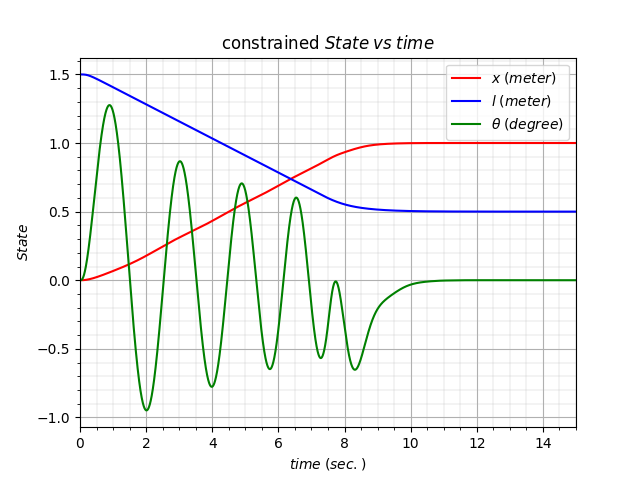 constrained State vs time
x (meter)
l (meter)
θ (degree)
State
1.5
1.0
0.5
0.0
−0.5
−1.0
0 2 4 6 8 10 12 14
time (sec. )